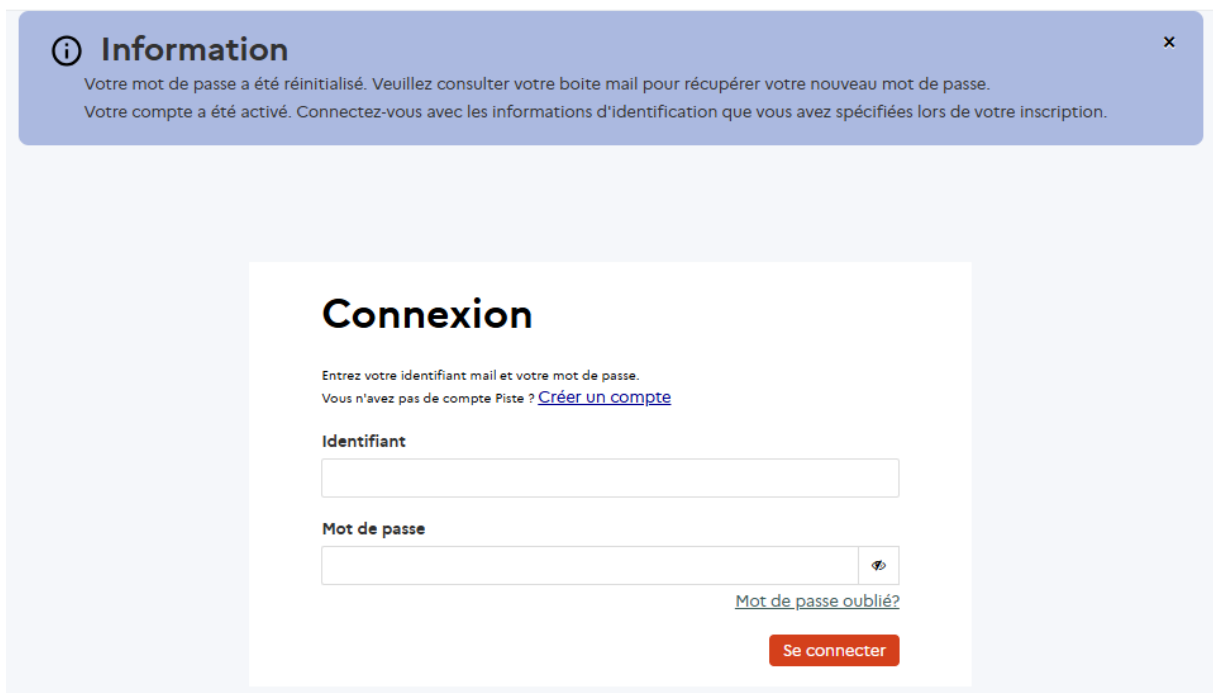 Information
×
Votre mot de passe a été réinitialisé. Veuillez consulter votre boite mail pour récupérer votre nouveau mot de passe.
Votre compte a été activé. Connectez-vous avec les informations d'identification que vous avez spécifiées lors de votre inscription.
Connexion
Entrez votre identifiant mail et votre mot de passe.
Vous n'avez pas de compte Piste ? Créer un compte
Identifiant
Mot de passe
Mot de passe oublié?
Se connecter